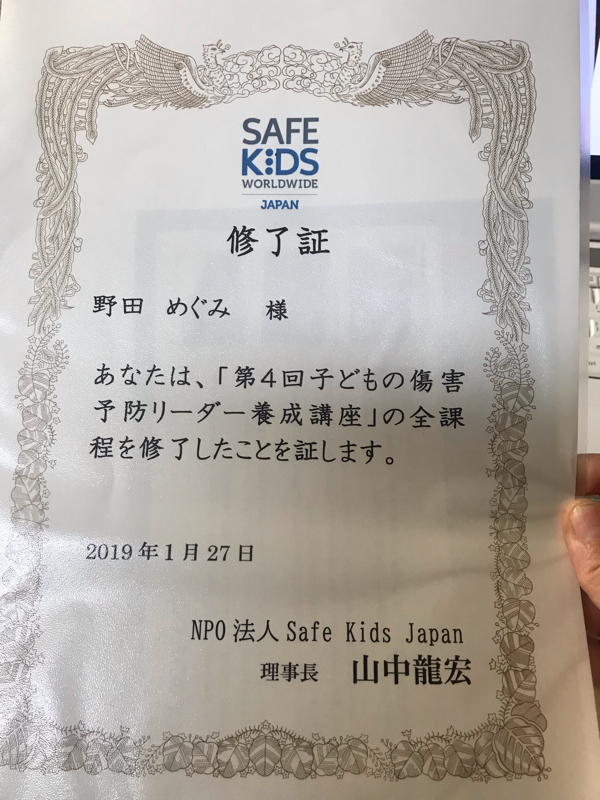 SAFE
KIDS
WORLDWIDE
JAPAN
修了証
野田 めぐみ 様
あなたは、「第４回子どもの傷害
予防リーダー養成講座」の全課
程を修了したことを証します。
2019年1月27日
NPO法人Safe Kids Japan
理事長 山中龍宏